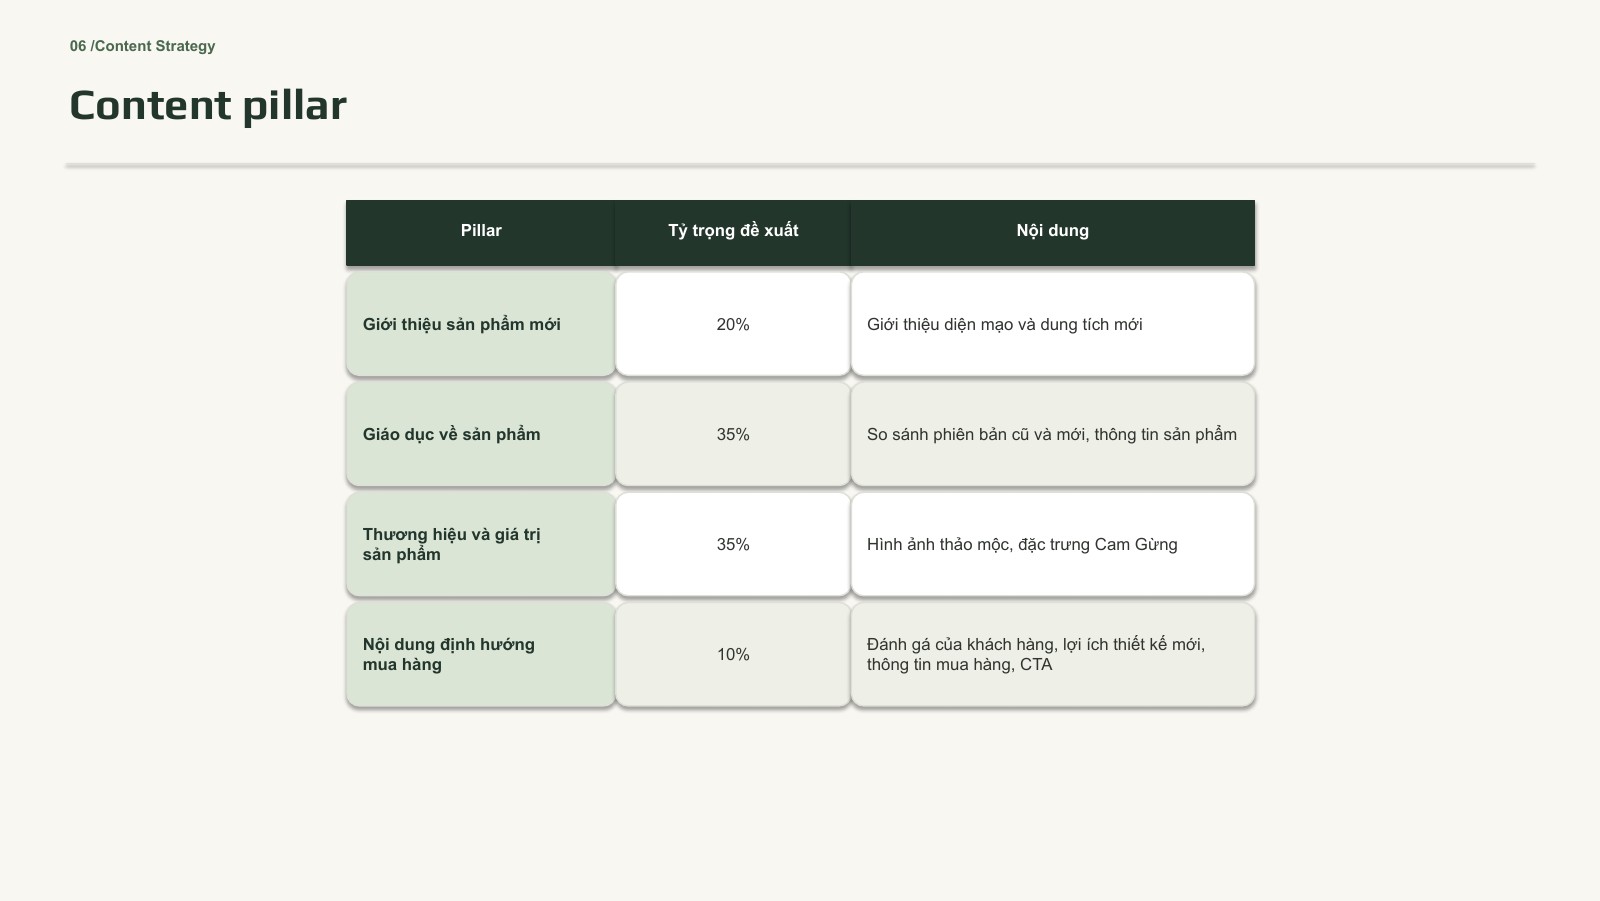 06 /Content Strategy
Content pillar
Pillar
Tỷ trọng đề xuất
Nội dung
Giới thiệu sản phẩm mới
20%
Giới thiệu diện mạo và dung tích mới
Giáo dục về sản phẩm
35%
So sánh phiên bản cũ và mới, thông tin sản phẩm
Thương hiệu và giá trị
sản phẩm
35%
Hình ảnh thảo mộc, đặc trưng Cam Gừng
Nội dung định hướng
mua hàng
10%
Đánh gá của khách hàng, lợi ích thiết kế mới,
thông tin mua hàng, CTA